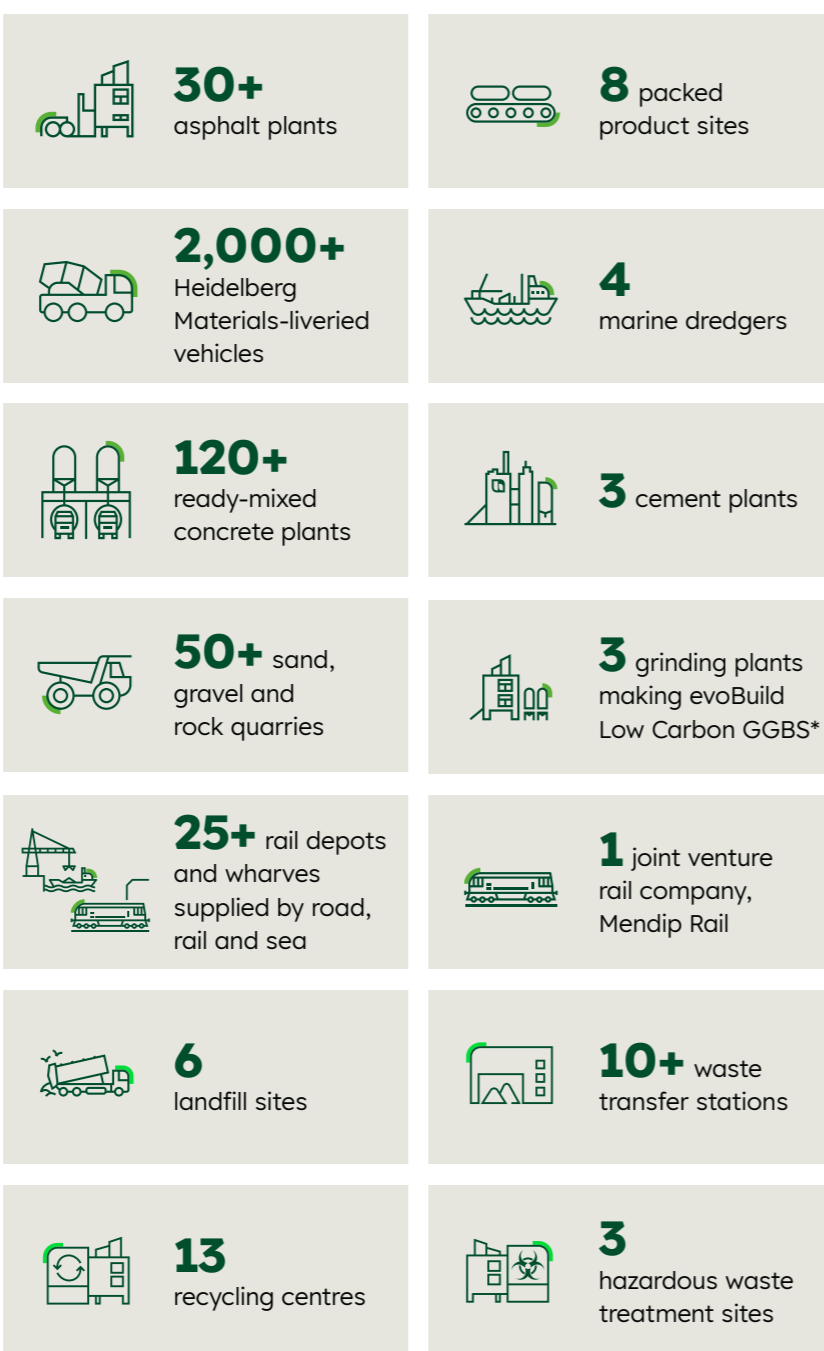 30+
asphalt plants
8 packed
product sites
2,000+
Heidelberg
Materials-liveried
vehicles
4
marine dredgers
120+
ready-mixed
concrete plants
3 cement plants
50+ sand,
gravel and
rock quarries
3 grinding plants
making evoBuild
Low Carbon GGBS*
25+ rail depots
and wharves
supplied by road,
rail and sea
1 joint venture
rail company,
Mendip Rail
6
landfill sites
10+ waste
transfer stations
13
recycling centres
3
hazardous waste
treatment sites